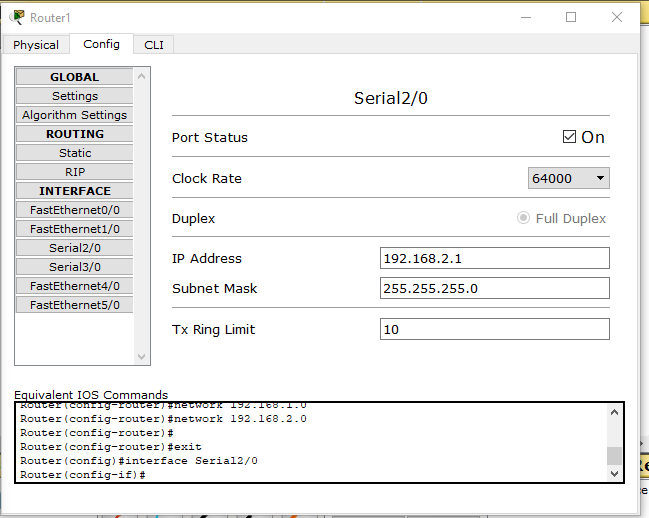 Router1
Physical
Config
CLI
GLOBAL
Settings
Algorithm Settings
ROUTING
Static
RIP
INTERFACE
FastEthernet0/0
FastEthernet1/0
Serial2/0
Serial3/0
FastEthernet4/0
FastEthernet5/0
Serial2/0
Port Status
On
Clock Rate
64000
Duplex
Full Duplex
IP Address
192.168.2.1
Subnet Mask
255.255.255.0
Tx Ring Limit
10
Equivalent IOS Commands
Router(config-router)#network 192.168.1.0
Router(config-router)#network 192.168.2.0
Router(config-router)#
Router(config-router)#exit
Router(config)#interface Serial2/0
Router(config-if)#